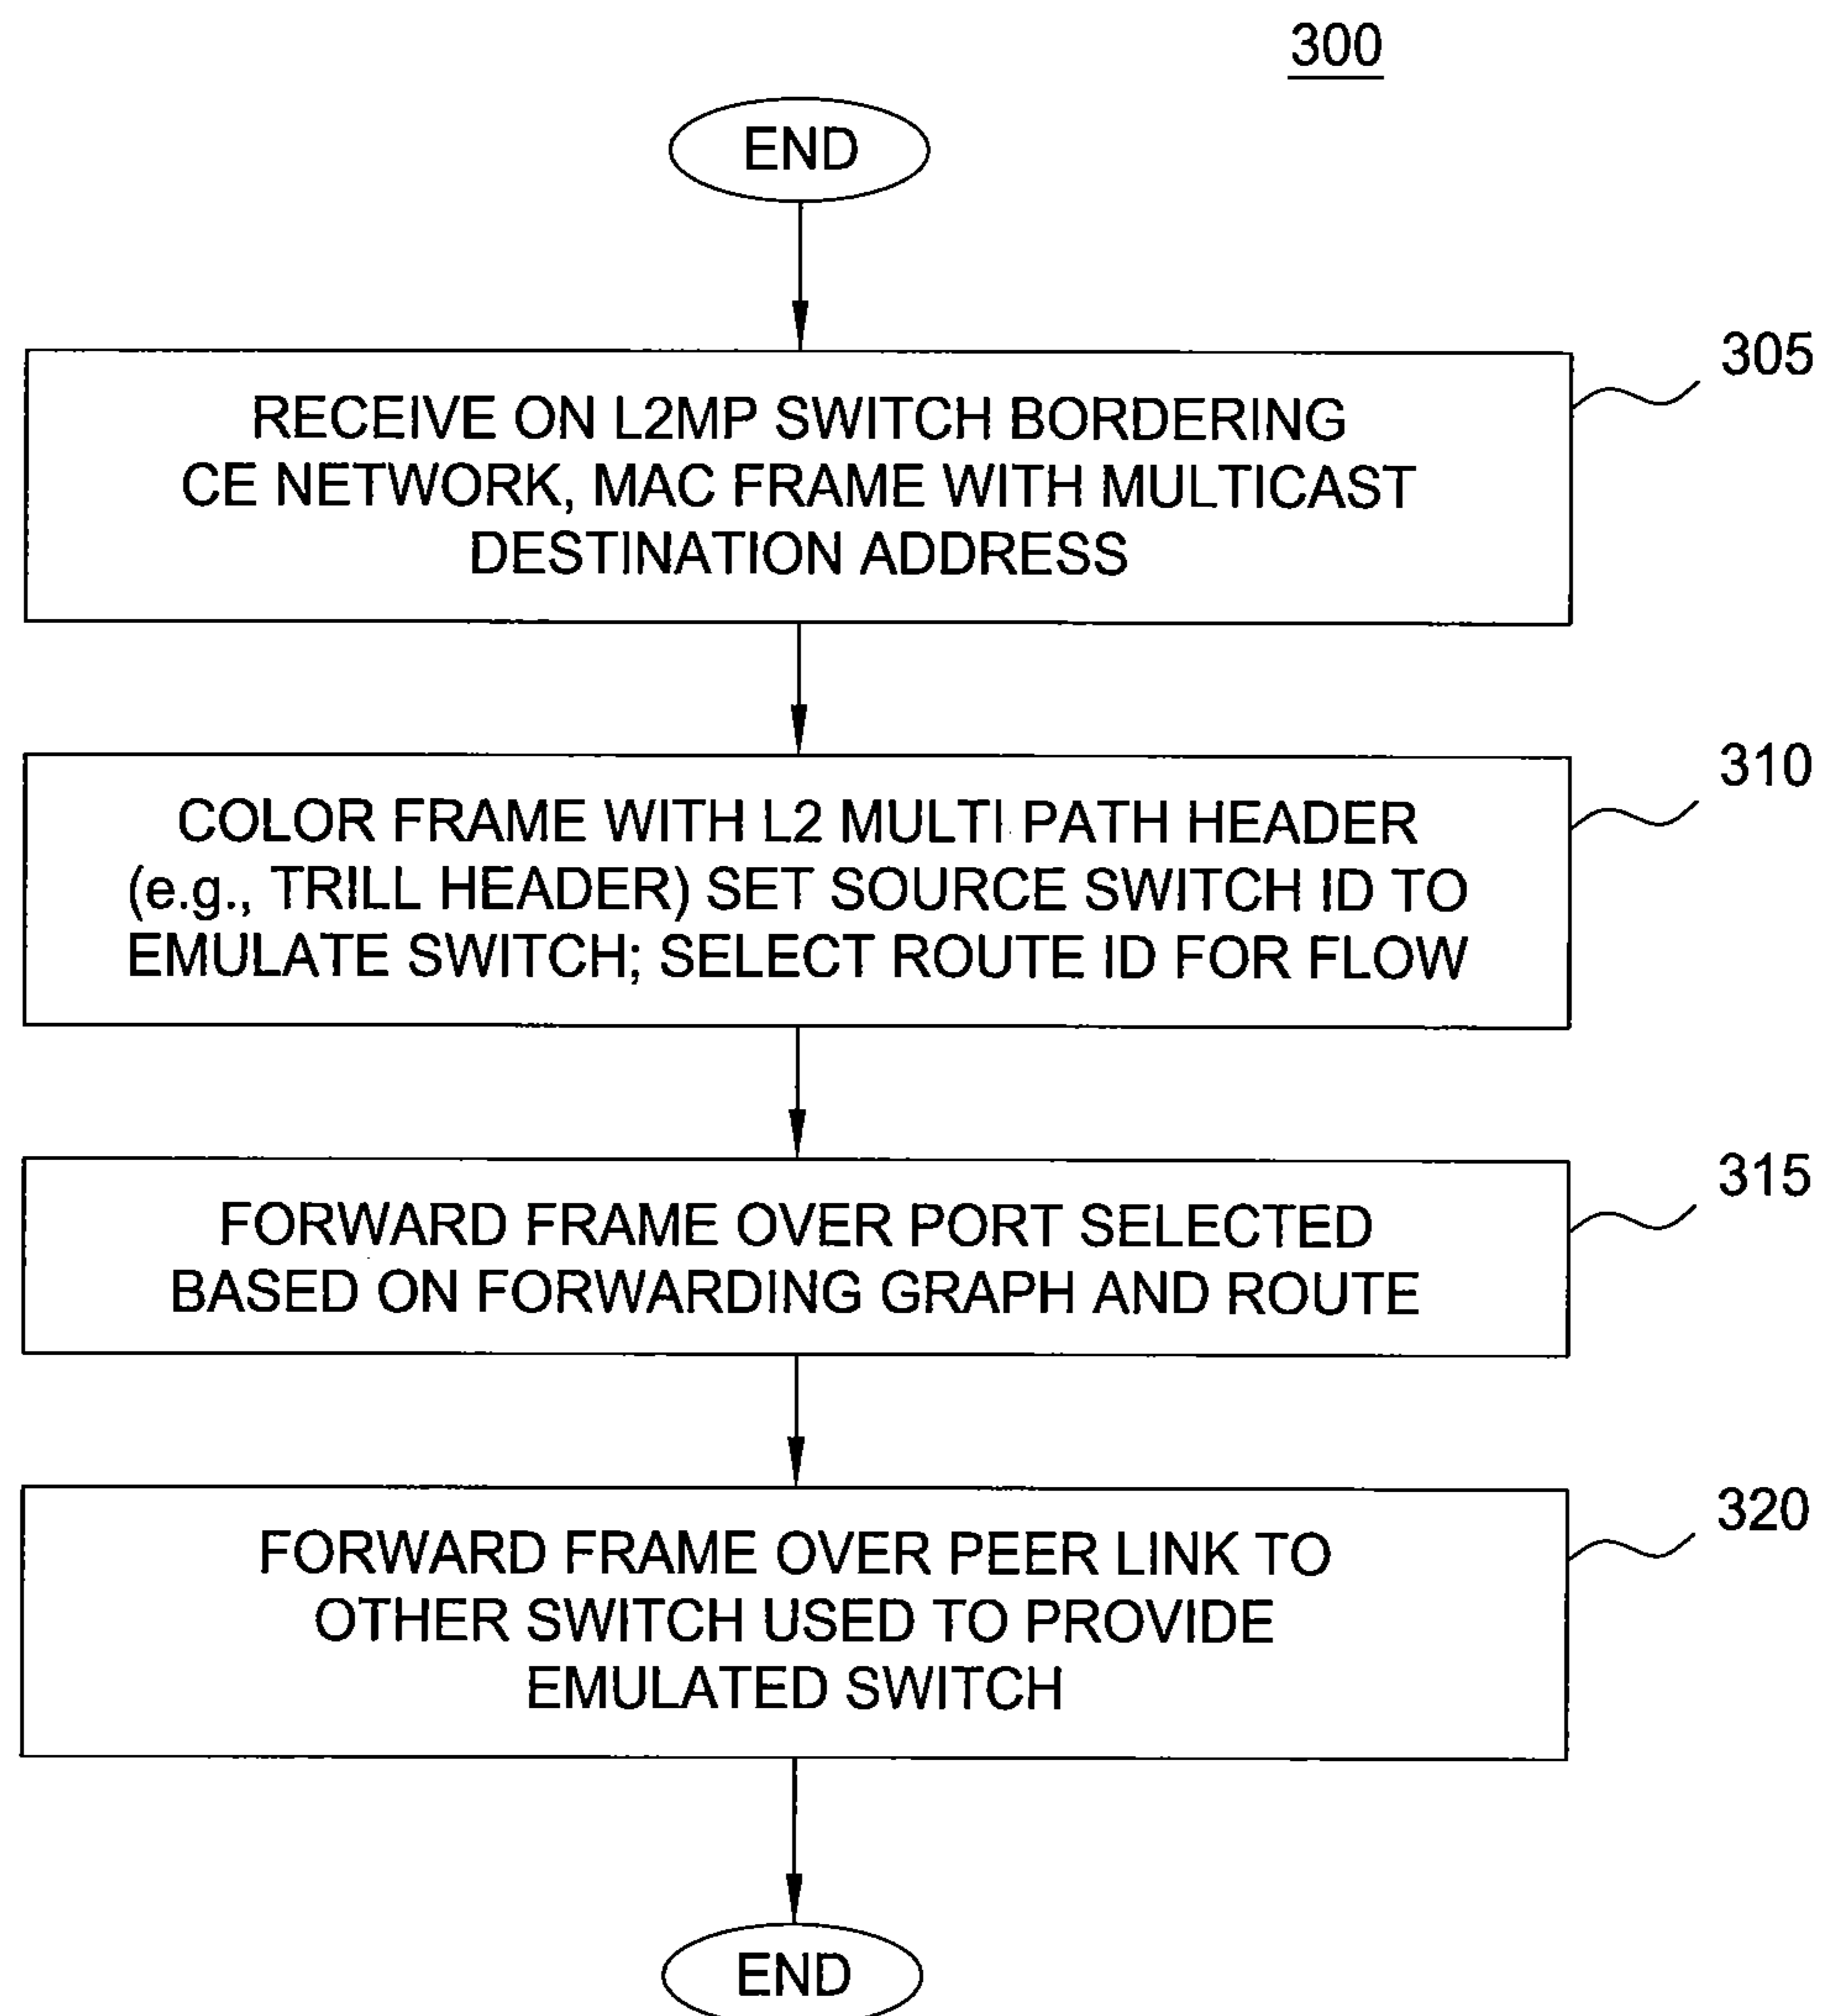 300
END
RECEIVE ON L2MP SWITCH BORDERING
CE NETWORK, MAC FRAME WITH MULTICAST
DESTINATION ADDRESS
305
COLOR FRAME WITH L2 MULTI PATH HEADER
(e.g., TRILL HEADER) SET SOURCE SWITCH ID TO
EMULATE SWITCH; SELECT ROUTE ID FOR FLOW
310
FORWARD FRAME OVER PORT SELECTED
BASED ON FORWARDING GRAPH AND ROUTE
315
FORWARD FRAME OVER PEER LINK TO
OTHER SWITCH USED TO PROVIDE
EMULATED SWITCH
320
END